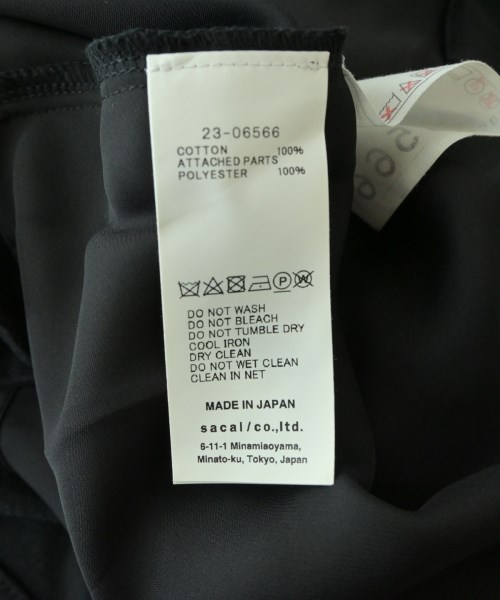 23-06566
COTTON 100%
ATTACHED PARTS
POLYESTER 100%
P W
DO NOT WASH
DO NOT BLEACH
DO NOT TUMBLE DRY
COOL IRON
DRY CLEAN
DO NOT WET CLEAN
CLEAN IN NET
MADE IN JAPAN
sacai/co.,ltd.
6-11-1 Minamiaoyama,
Minato-ku, Tokyo, Japan